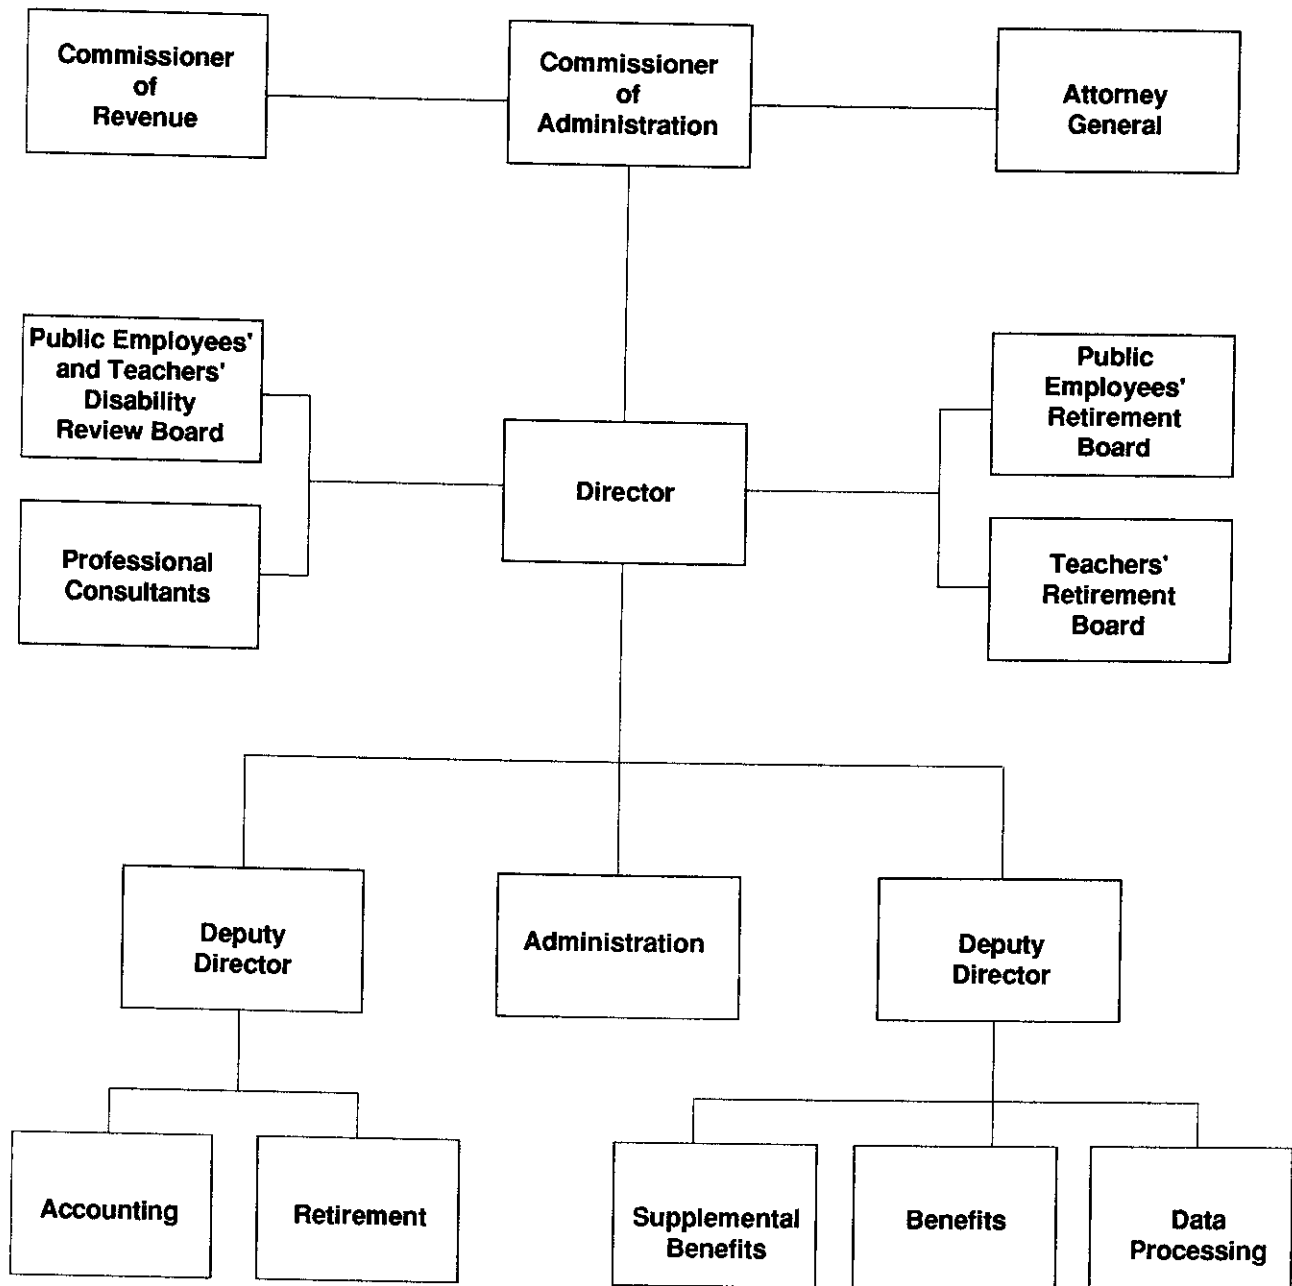 Commissioner
of
Revenue
Commissioner
of
Administration
Attorney
General
Public Employees'
and Teachers'
Disability
Review Board
Professional
Consultants
Director
Public
Employees'
Retirement
Board
Teachers'
Retirement
Board
Deputy
Director
Administration
Deputy
Director
Accounting
Retirement
Supplemental
Benefits
Benefits
Data
Processing